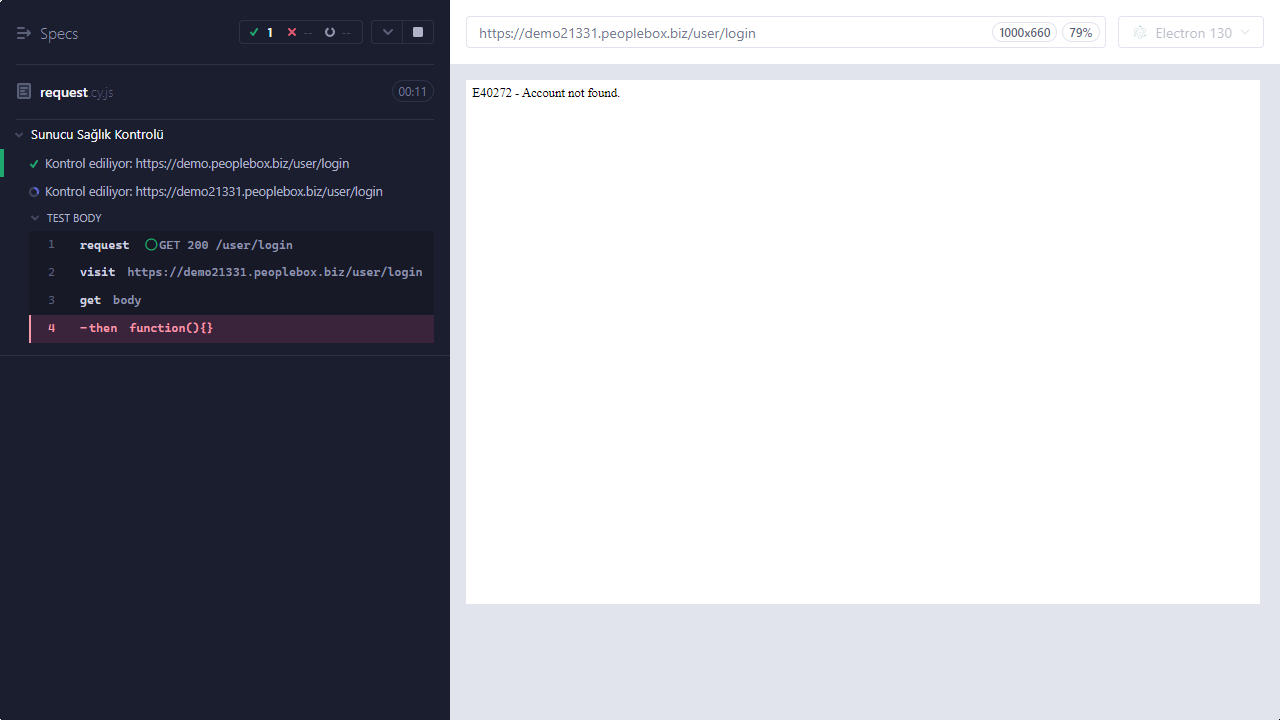 Specs
1 -- --
request.cy.js 00:11
Sunucu Sağlık Kontrolü
Kontrol ediliyor: https://demo.peoplebox.biz/user/login
Kontrol ediliyor: https://demo21331.peoplebox.biz/user/login
TEST BODY
1 request GET 200 /user/login
2 visit https://demo21331.peoplebox.biz/user/login
3 get body
4 -then function(){}
https://demo21331.peoplebox.biz/user/login 1000x660 79% Electron 130
E40272 - Account not found.